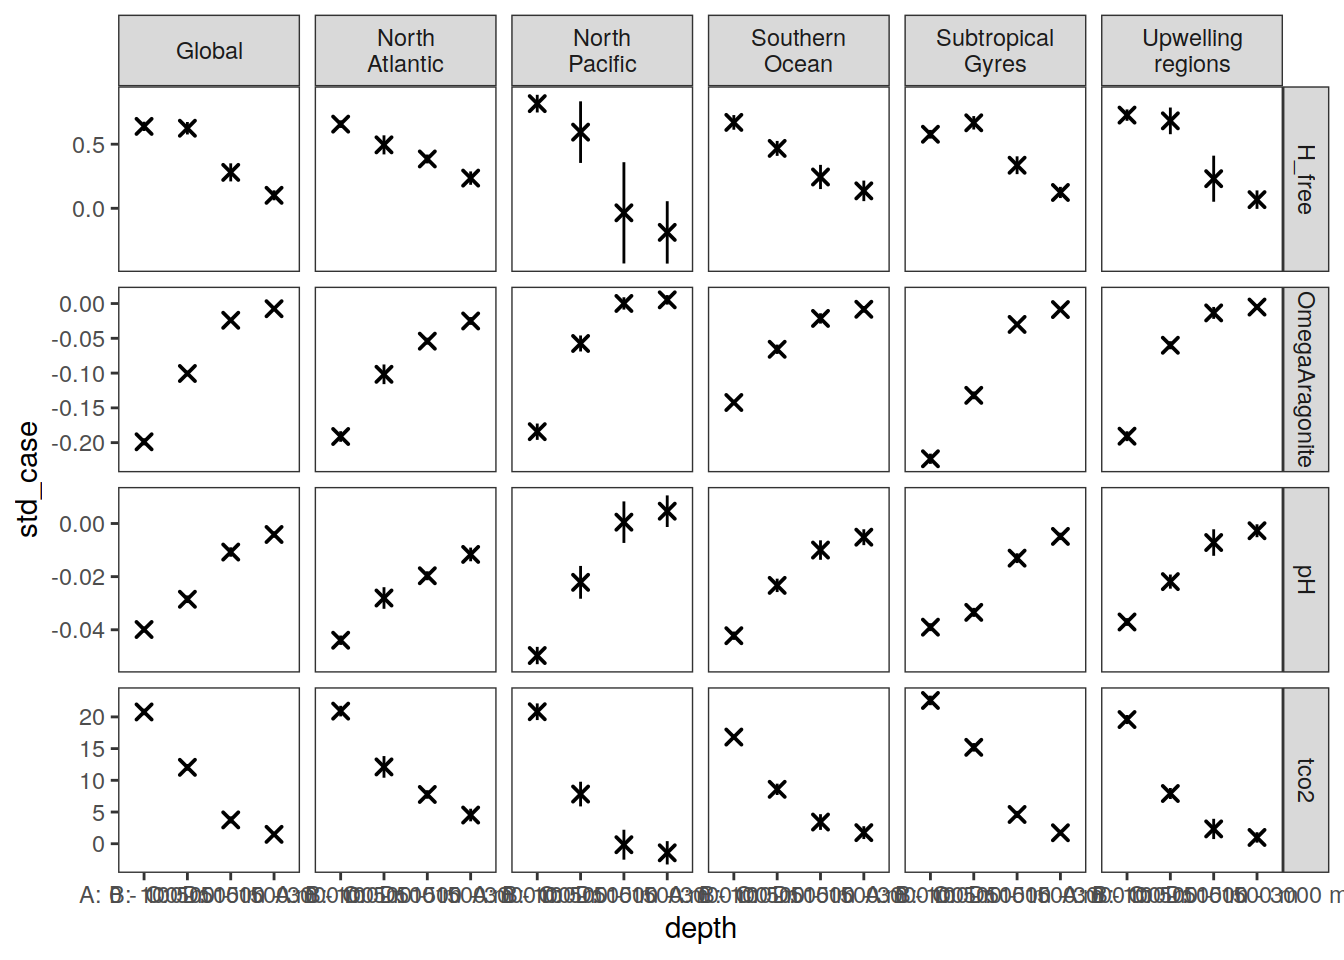 Global
North
Atlantic
North
Pacific
Southern
Ocean
Subtropical
Gyres
Upwelling
regions
0.5
0.0
H_free
0.00
-0.05
-0.10
-0.15
-0.20
OmegaAragonite
0.00
-0.02
-0.04
pH
20
15
10
5
0
tco2
std_case
A:
3000 m
depth